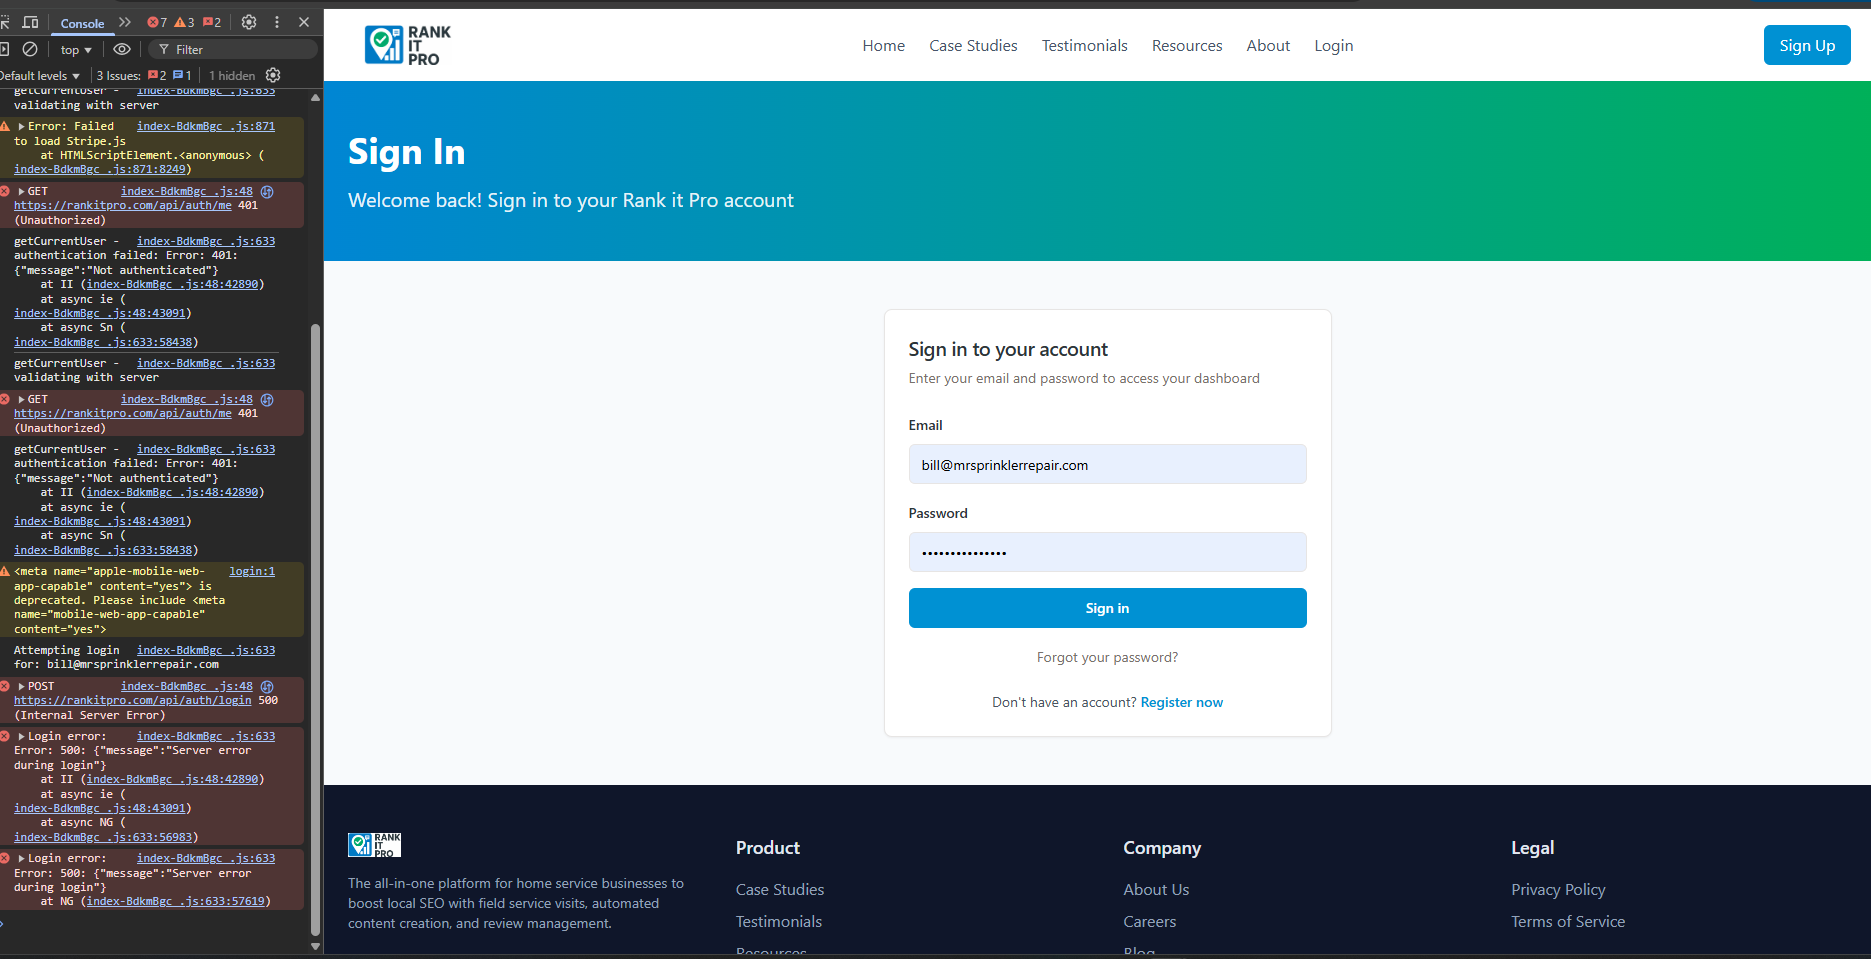 Console
7
3
2
top
Filter
Default levels
3 Issues:
2
1
1 hidden
getCurrentUser - index-BdkmBgc_.js:633
validating with server
Error: Failed index-BdkmBgc_.js:871
to load Stripe.js
at HTMLScriptElement.<anonymous> (
index-BdkmBgc_.js:871:8249)
GET index-BdkmBgc_.js:48
https://rankitpro.com/api/auth/me 401
(Unauthorized)
getCurrentUser - index-BdkmBgc_.js:633
authentication failed: Error: 401:
{"message":"Not authenticated"}
at II (index-BdkmBgc_.js:48:42890)
at async ie (
index-BdkmBgc_.js:48:43091)
at async Sn (
index-BdkmBgc_.js:633:58438)
getCurrentUser - index-BdkmBgc_.js:633
validating with server
GET index-BdkmBgc_.js:48
https://rankitpro.com/api/auth/me 401
(Unauthorized)
getCurrentUser - index-BdkmBgc_.js:633
authentication failed: Error: 401:
{"message":"Not authenticated"}
at II (index-BdkmBgc_.js:48:42890)
at async ie (
index-BdkmBgc_.js:48:43091)
at async Sn (
index-BdkmBgc_.js:633:58438)
<meta name="apple-mobile-web- login:1
app-capable" content="yes"> is
deprecated. Please include <meta
name="mobile-web-app-capable"
content="yes">
Attempting login index-BdkmBgc_.js:633
for: bill@mrsprinklerrepair.com
POST index-BdkmBgc_.js:48
https://rankitpro.com/api/auth/login 500
(Internal Server Error)
Login error: index-BdkmBgc_.js:633
Error: 500: {"message":"Server error
during login"}
at II (index-BdkmBgc_.js:48:42890)
at async ie (
index-BdkmBgc_.js:48:43091)
at async NG (
index-BdkmBgc_.js:633:56983)
Login error: index-BdkmBgc_.js:633
Error: 500: {"message":"Server error
during login"}
at NG (index-BdkmBgc_.js:633:57619)
RANK
IT
PRO
Home
Case Studies
Testimonials
Resources
About
Login
Sign Up
Sign In
Welcome back! Sign in to your Rank it Pro account
Sign in to your account
Enter your email and password to access your dashboard
Email
bill@mrsprinklerrepair.com
Password
•••••••••••••••
Sign in
Forgot your password?
Don't have an account? Register now
RANK
IT
PRO
The all-in-one platform for home service businesses to
boost local SEO with field service visits, automated
content creation, and review management.
Product
Case Studies
Testimonials
Resources
Company
About Us
Careers
Blog
Legal
Privacy Policy
Terms of Service